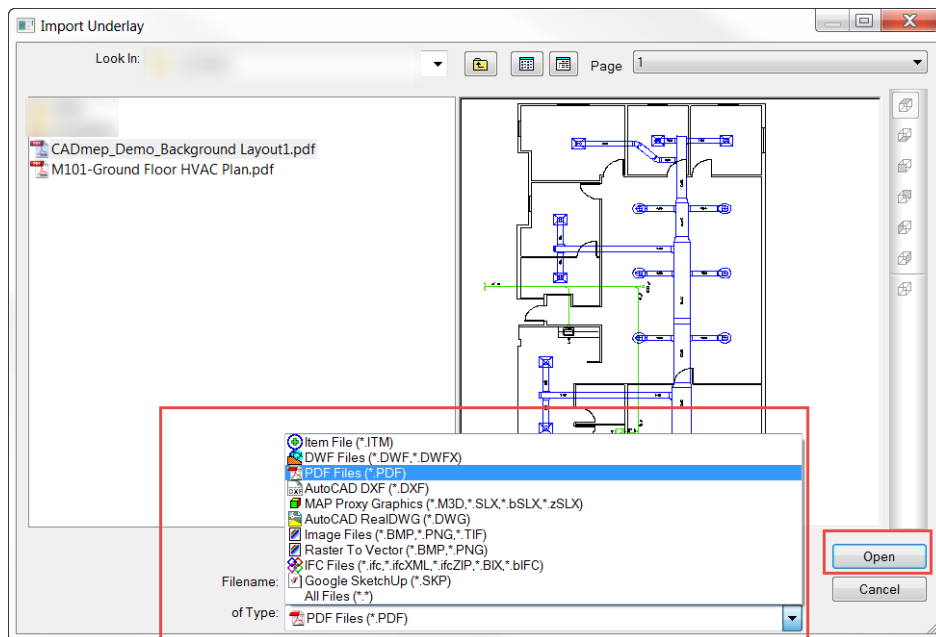 Import Underlay
Look In:
Page 1
CADmep_Demo_Background Layout1.pdf
M101-Ground Floor HVAC Plan.pdf
Item File (*.ITM)
DWF Files (*.DWF,*.DWFX)
PDF Files (*.PDF)
AutoCAD DXF (*.DXF)
MAP Proxy Graphics (*.M3D,*.SLX,*.bSLX,*.zSLX)
AutoCAD RealDWG (*.DWG)
Image Files (*.BMP,*.PNG,*.TIF)
Raster To Vector (*.BMP,*.PNG)
IFC Files (*.ifc,*.ifcXML,*.ifcZIP,*.BIX,*.bIFC)
Google SketchUp (*.SKP)
All Files (*.*)
Open
Filename:
Cancel
of Type: PDF Files (*.PDF)